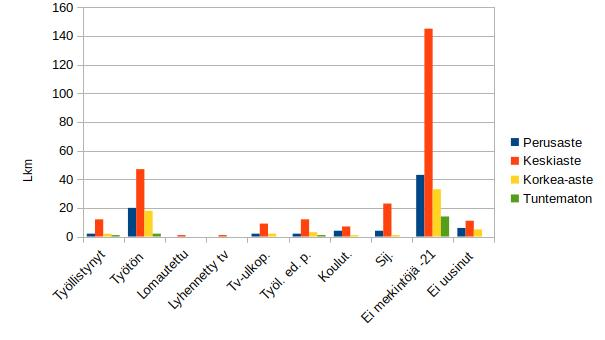 160
140
120
100
80
60
40
20
0
Lkm
Työllistynyt
Työtön
Lomautettu
Lyhennetty tv
Tv-ulkop.
Työl. ed. p.
Koulut.
Sij.
Ei merkintöjä -21
Ei uusinut
Perusaste
Keskiaste
Korkea-aste
Tuntematon